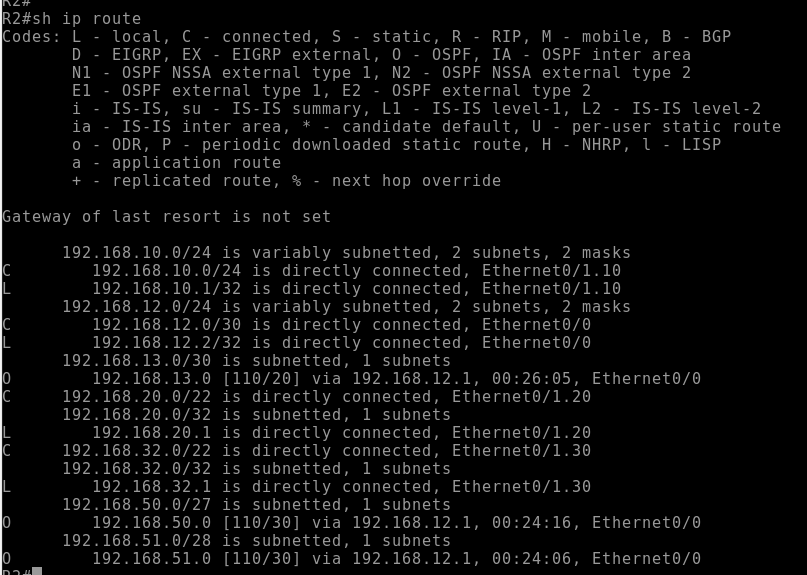 R2#
R2#sh ip route
Codes: L - local, C - connected, S - static, R - RIP, M - mobile, B - BGP
       D - EIGRP, EX - EIGRP external, O - OSPF, IA - OSPF inter area
       N1 - OSPF NSSA external type 1, N2 - OSPF NSSA external type 2
       E1 - OSPF external type 1, E2 - OSPF external type 2
       i - IS-IS, su - IS-IS summary, L1 - IS-IS level-1, L2 - IS-IS level-2
       ia - IS-IS inter area, * - candidate default, U - per-user static route
       o - ODR, P - periodic downloaded static route, H - NHRP, l - LISP
       a - application route
       + - replicated route, % - next hop override

Gateway of last resort is not set

      192.168.10.0/24 is variably subnetted, 2 subnets, 2 masks
C        192.168.10.0/24 is directly connected, Ethernet0/1.10
L        192.168.10.1/32 is directly connected, Ethernet0/1.10
      192.168.12.0/24 is variably subnetted, 2 subnets, 2 masks
C        192.168.12.0/30 is directly connected, Ethernet0/0
L        192.168.12.2/32 is directly connected, Ethernet0/0
      192.168.13.0/30 is subnetted, 1 subnets
O        192.168.13.0 [110/20] via 192.168.12.1, 00:26:05, Ethernet0/0
C     192.168.20.0/22 is directly connected, Ethernet0/1.20
      192.168.20.0/32 is subnetted, 1 subnets
L        192.168.20.1 is directly connected, Ethernet0/1.20
C     192.168.32.0/22 is directly connected, Ethernet0/1.30
      192.168.32.0/32 is subnetted, 1 subnets
L        192.168.32.1 is directly connected, Ethernet0/1.30
      192.168.50.0/27 is subnetted, 1 subnets
O        192.168.50.0 [110/30] via 192.168.12.1, 00:24:16, Ethernet0/0
      192.168.51.0/28 is subnetted, 1 subnets
O        192.168.51.0 [110/30] via 192.168.12.1, 00:24:06, Ethernet0/0
R2#